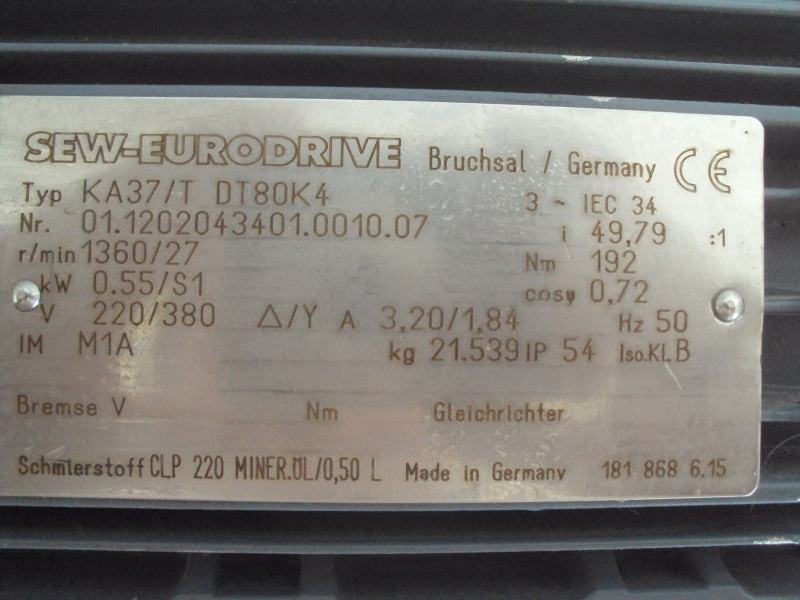 SEW-EURODRIVE Bruchsal / Germany CE
Typ KA37/T DT80K4 3 ~ IEC 34
Nr. 01.1202043401.0010.07 i 49,79 :1
r/min 1360/27 Nm 192
kW 0.55/S1 cosφ 0,72
V 220/380 Δ/Y A 3,20/1,84 Hz 50
IM M1A kg 21.539 IP 54 Iso.KL B
Bremse V Nm Gleichrichter
Schmierstoff CLP 220 MINER.ÖL/0,50 L Made in Germany 181 868 6.15